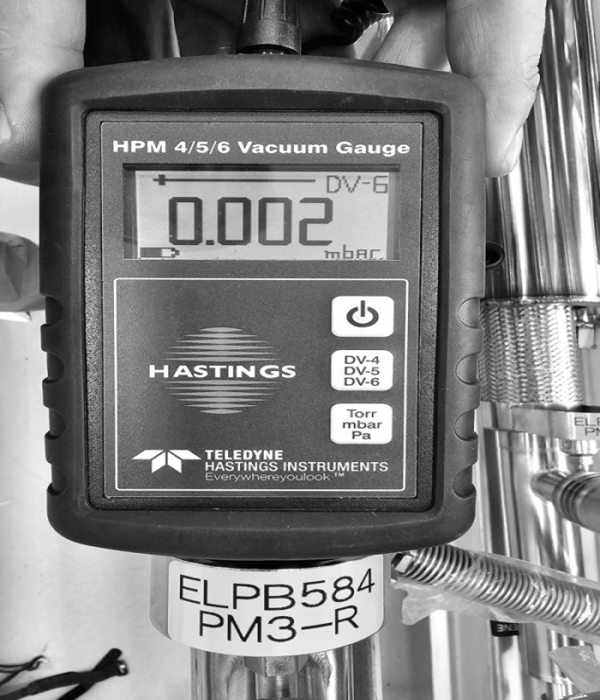 HPM 4/5/6 Vacuum Gauge
DV-6
0.002
mbar
HASTINGS
DV-4
DV-5
DV-6
Torr
mbar
Pa
TELEDYNE
HASTINGS INSTRUMENTS
Everywhereyoulook™
ELPB584
PM3-R